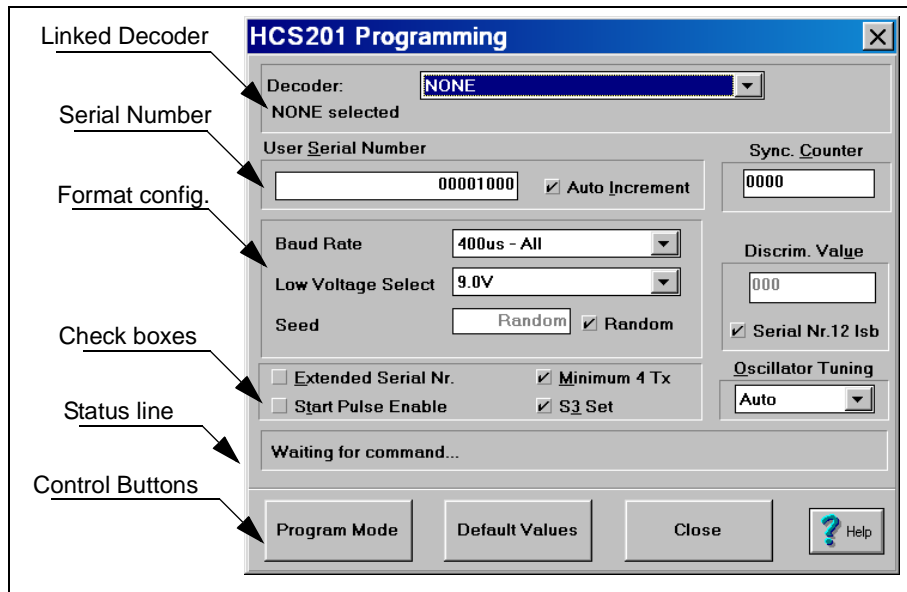 Linked Decoder
Serial Number
Format config.
Check boxes
Status line
Control Buttons
HCS201 Programming
Decoder: NONE
NONE selected
User Serial Number
00001000 Auto Increment
Sync. Counter
0000
Baud Rate 400us - All
Low Voltage Select 9.0V
Seed Random Random
Discrim. Value
000
Serial Nr.12 lsb
Extended Serial Nr. Minimum 4 Tx
Start Pulse Enable S3 Set
Oscillator Tuning
Auto
Waiting for command...
Program Mode Default Values Close ? Help